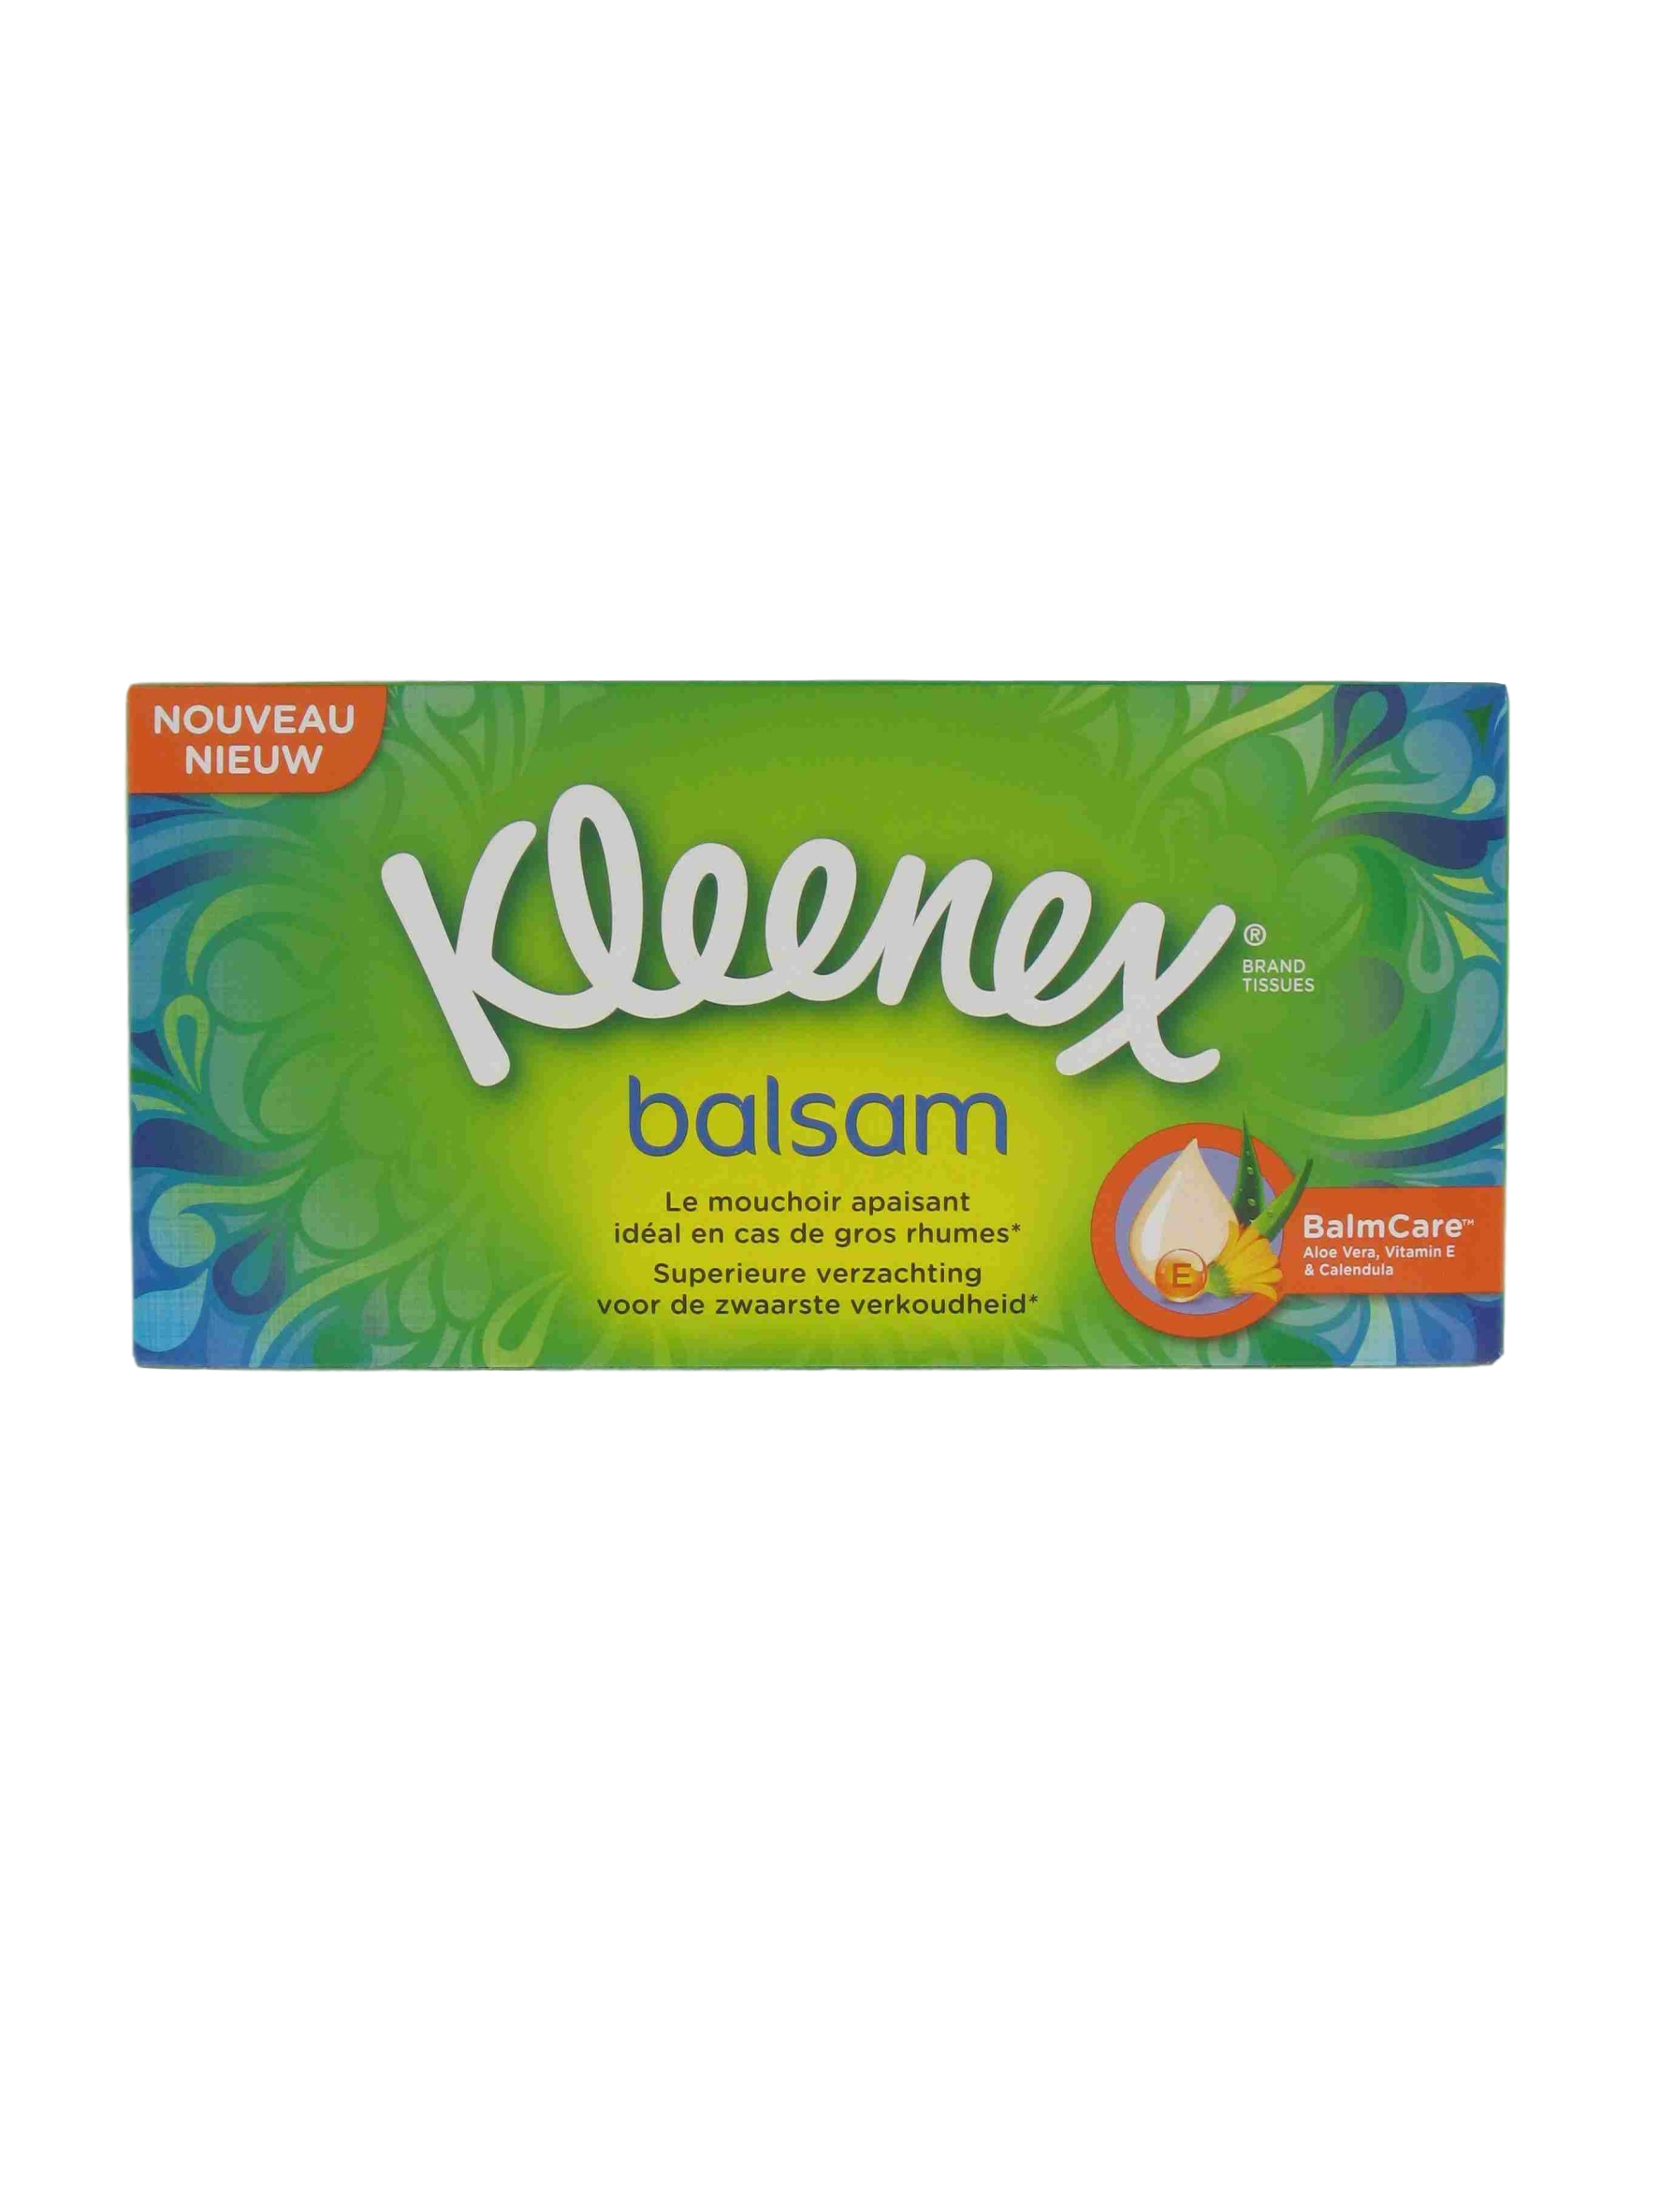 NOUVEAU
NIEUW
Kleenex®
BRAND
TISSUES
balsam
Le mouchoir apaisant
idéal en cas de gros rhumes*
Superieure verzachting
voor de zwaarste verkoudheid*
E
BalmCare™
Aloe Vera, Vitamin E
& Calendula